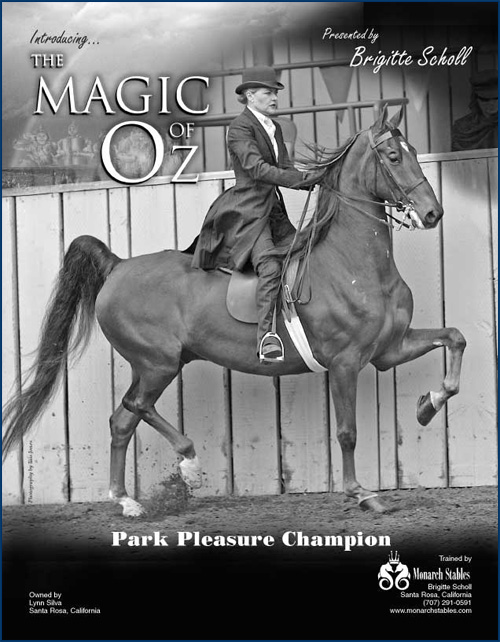 Introducing...
THE
MAGIC
OF
OZ
Presented by
Brigitte Scholl
Park Pleasure Champion
Owned by
Lynn Silva
Santa Rosa, California
Trained by
Monarch Stables
Brigitte Scholl
Santa Rosa, California
(707) 291-0591
www.monarchstables.com